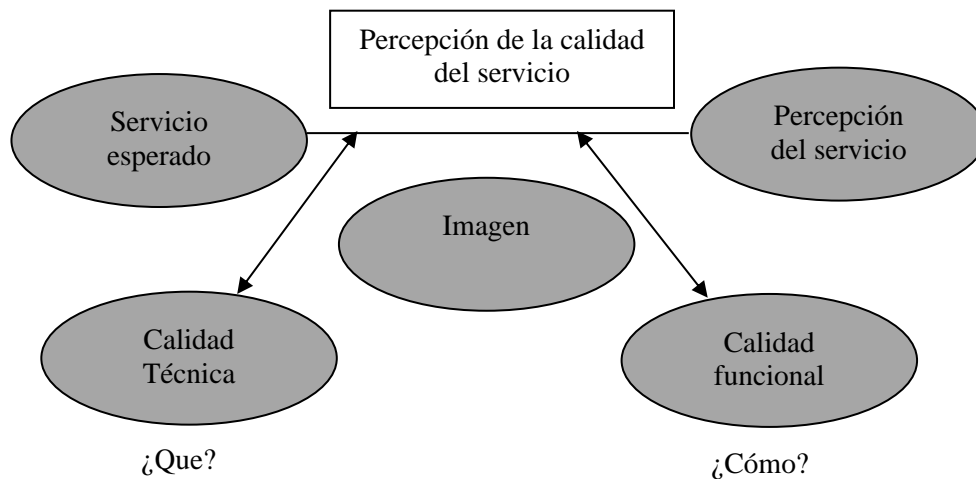 Percepción de la calidad
del servicio
Servicio
esperado
Percepción
del servicio
Imagen
Calidad
Técnica
Calidad
funcional
¿Que?
¿Cómo?